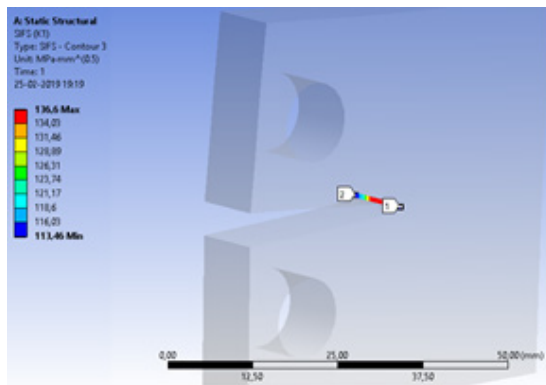 A: Static Structural
SIFS (K1)
Type: SIFS - Contour 3
Unit: MPa·mm^(0.5)
Time: 1
25-02-2019 19:19
136,6 Max
134,03
131,46
128,89
126,31
123,74
121,17
118,6
116,03
113,46 Min
2
1
0,00
25,00
50,00 (mm)
12,50
37,50